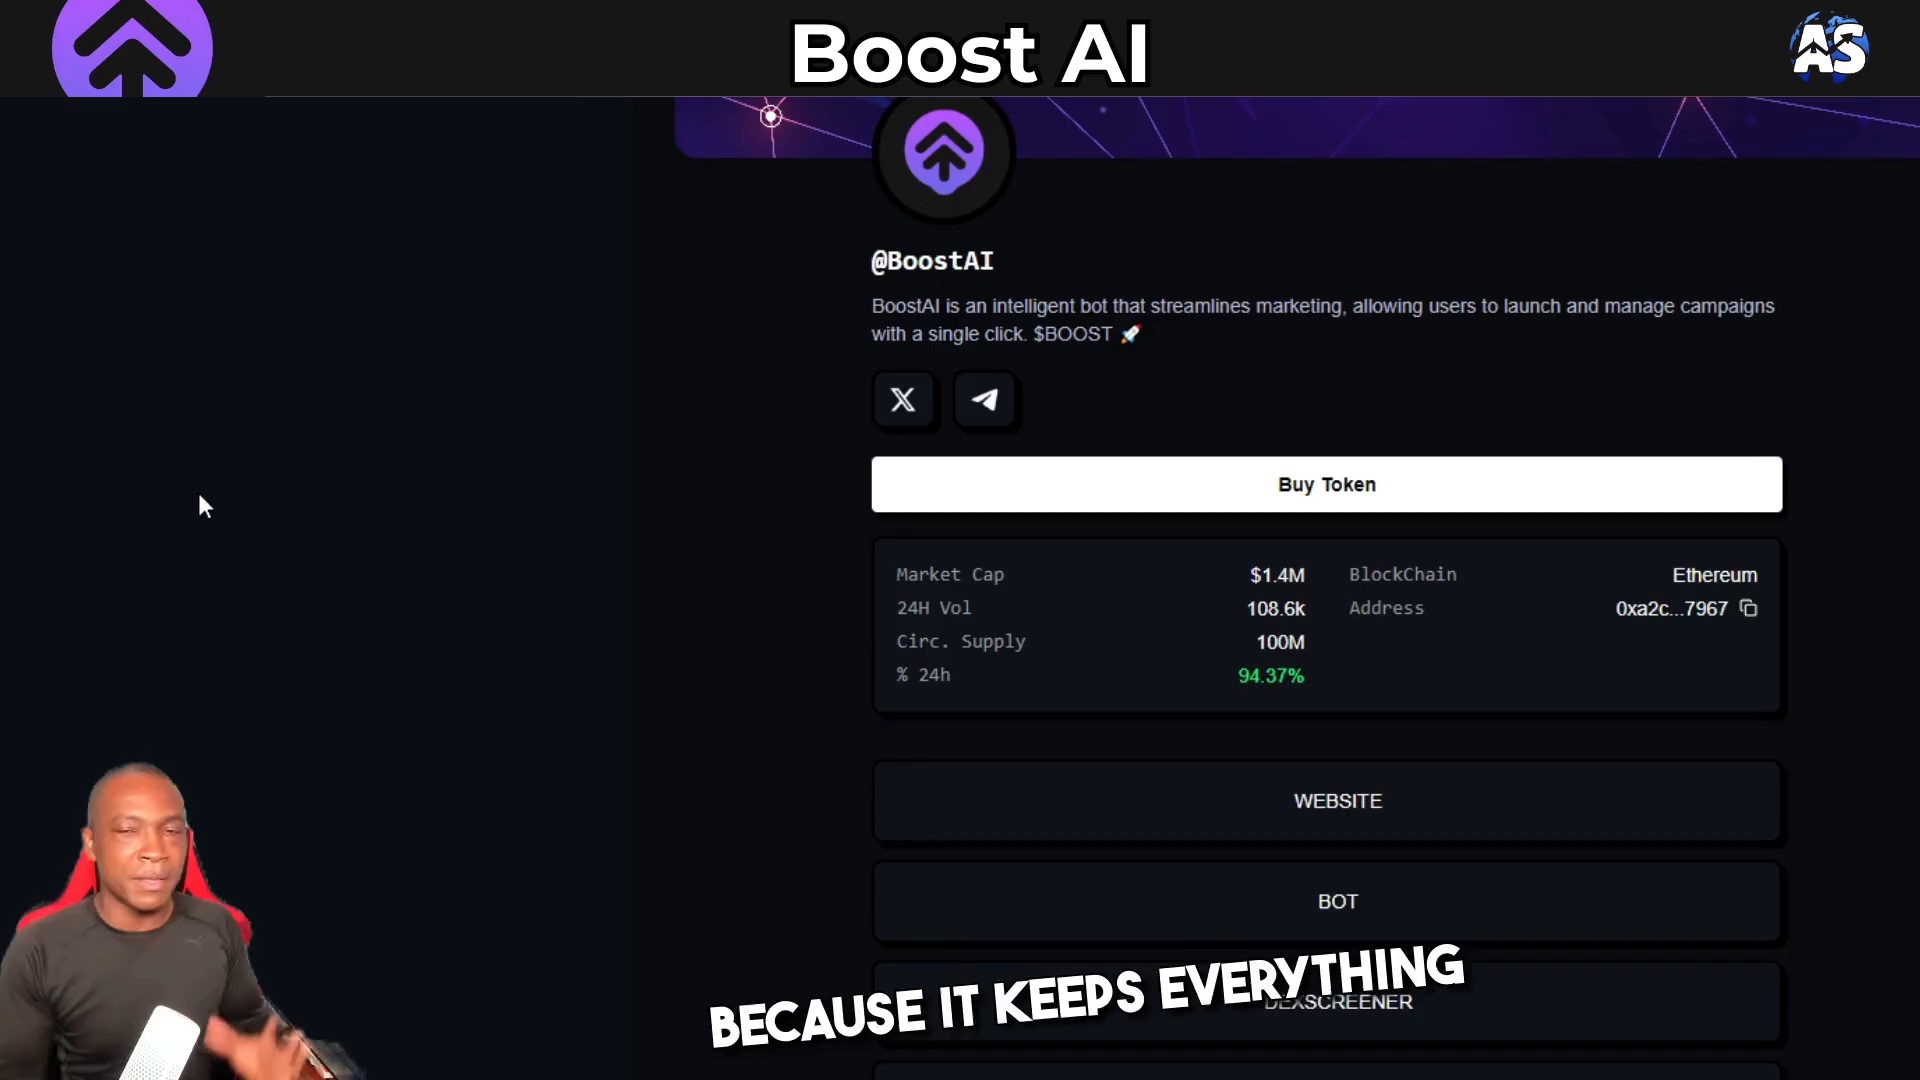 Boost AI
AS
@BoostAI
BoostAI is an intelligent bot that streamlines marketing, allowing users to launch and manage campaigns
with a single click. $BOOST 🚀
Buy Token
Market Cap $1.4M BlockChain Ethereum
24H Vol 108.6k Address 0xa2c...7967
Circ. Supply 100M
% 24h 94.37%
WEBSITE
BOT
BECAUSE IT KEEPS EVERYTHING
DEXSCREENER